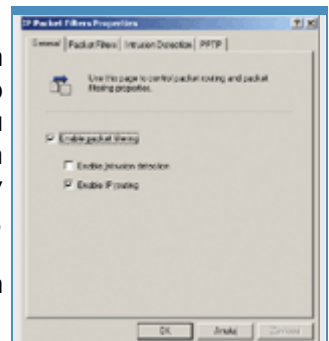 IP Packet Filters Properties
General Packet Filters Intrusion Detection PPTP
Use this page to control packet routing and packet
filtering properties.
Enable packet filtering
Enable intrusion detection
Enable IP routing
OK Anuluj